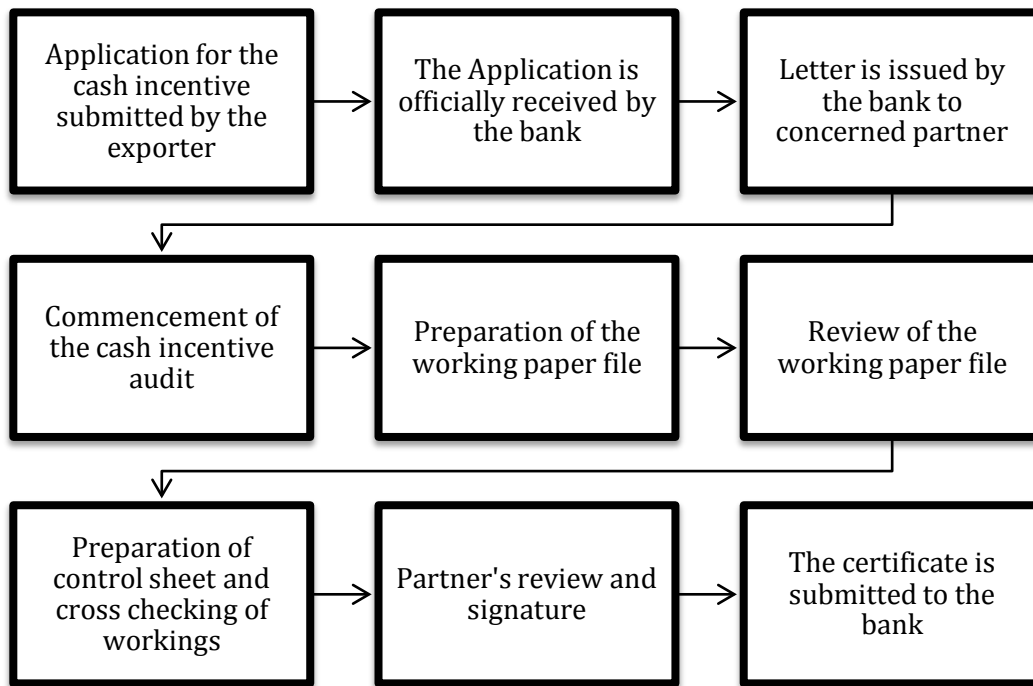 Application for the
cash incentive
submitted by the
exporter
The Application is
officially received by
the bank
Letter is issued by
the bank to
concerned partner
Commencement of
the cash incentive
audit
Preparation of the
working paper file
Review of the
working paper file
Preparation of
control sheet and
cross checking of
workings
Partner's review and
signature
The certificate is
submitted to the
bank